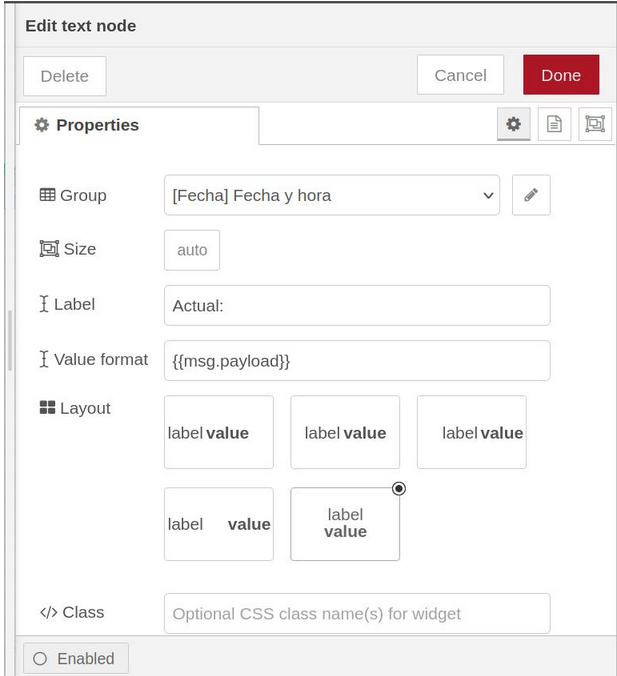 Edit text node
Delete
Cancel
Done
Properties
Group
[Fecha] Fecha y hora
Size
auto
Label
Actual:
Value format
{{msg.payload}}
Layout
label value
label value
label value
label value
label
value
</> Class
Optional CSS class name(s) for widget
Enabled